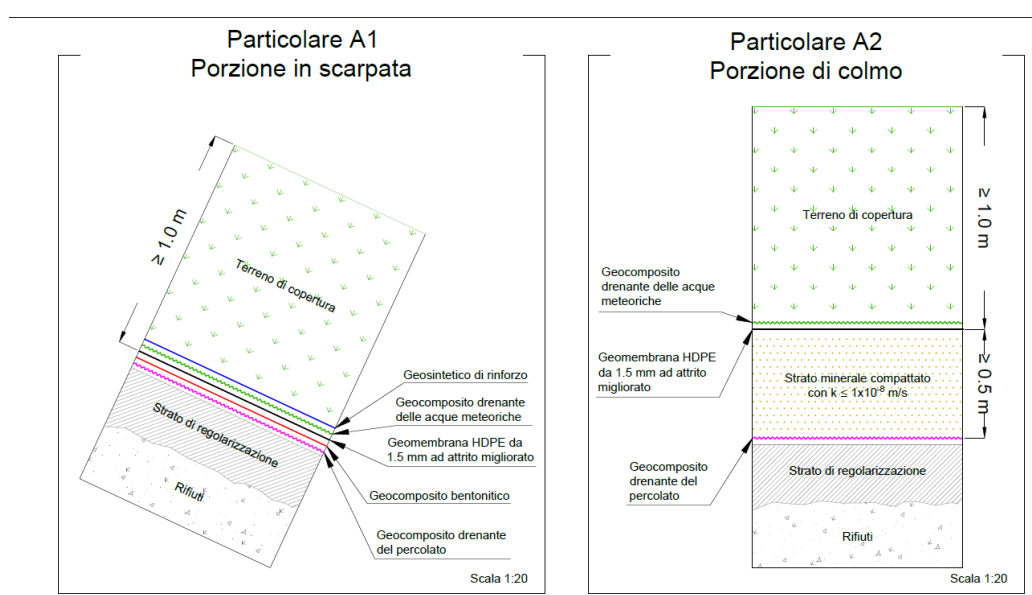 Particolare A1
Porzione in scarpata
≥ 1.0 m
Terreno di copertura
Strato di regolarizzazione
Rifiuti
Geosintetico di rinforzo
Geocomposito drenante
delle acque meteoriche
Geomembrana HDPE da
1.5 mm ad attrito migliorato
Geocomposito bentonitico
Geocomposito drenante
del percolato
Scala 1:20
Particolare A2
Porzione di colmo
Terreno di copertura
≥ 1.0 m
Geocomposito
drenante delle acque
meteoriche
Geomembrana HDPE
da 1.5 mm ad attrito
migliorato
Strato minerale compattato
con k ≤ 1x10⁻⁸ m/s
≥ 0.5 m
Geocomposito
drenante del
percolato
Strato di regolarizzazione
Rifiuti
Scala 1:20